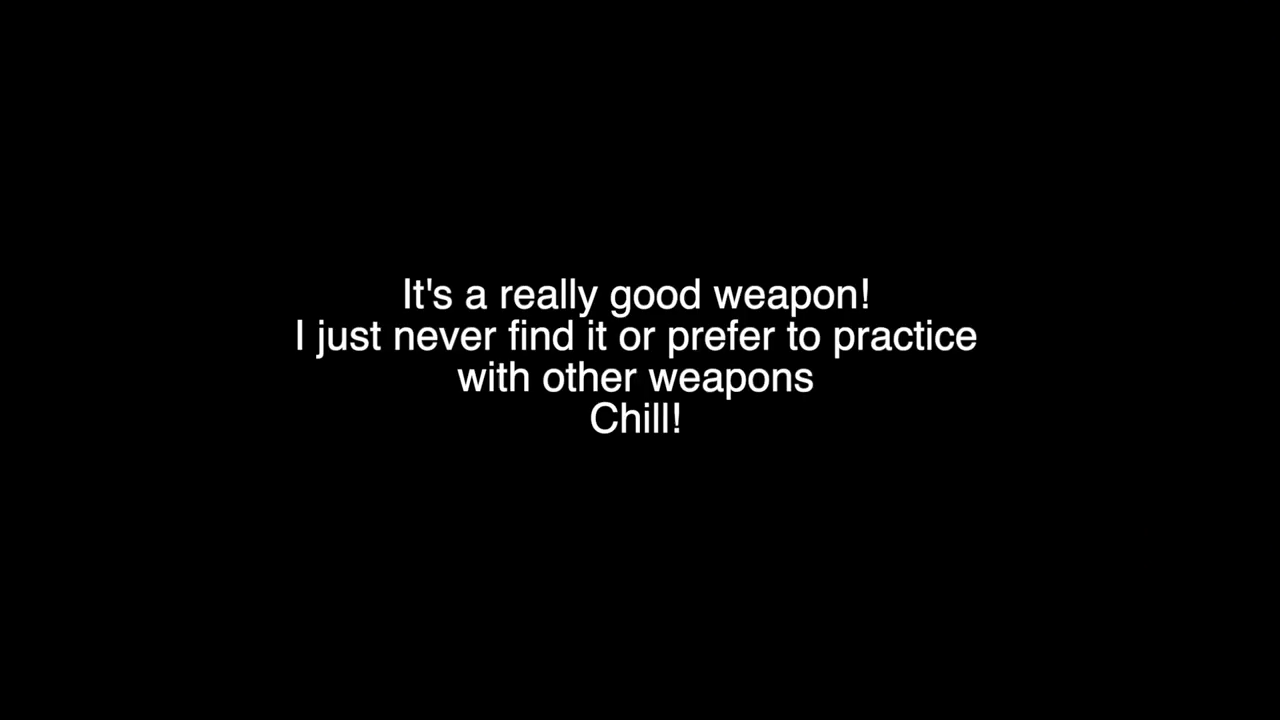 It's a really good weapon!
I just never find it or prefer to practice
with other weapons
Chill!